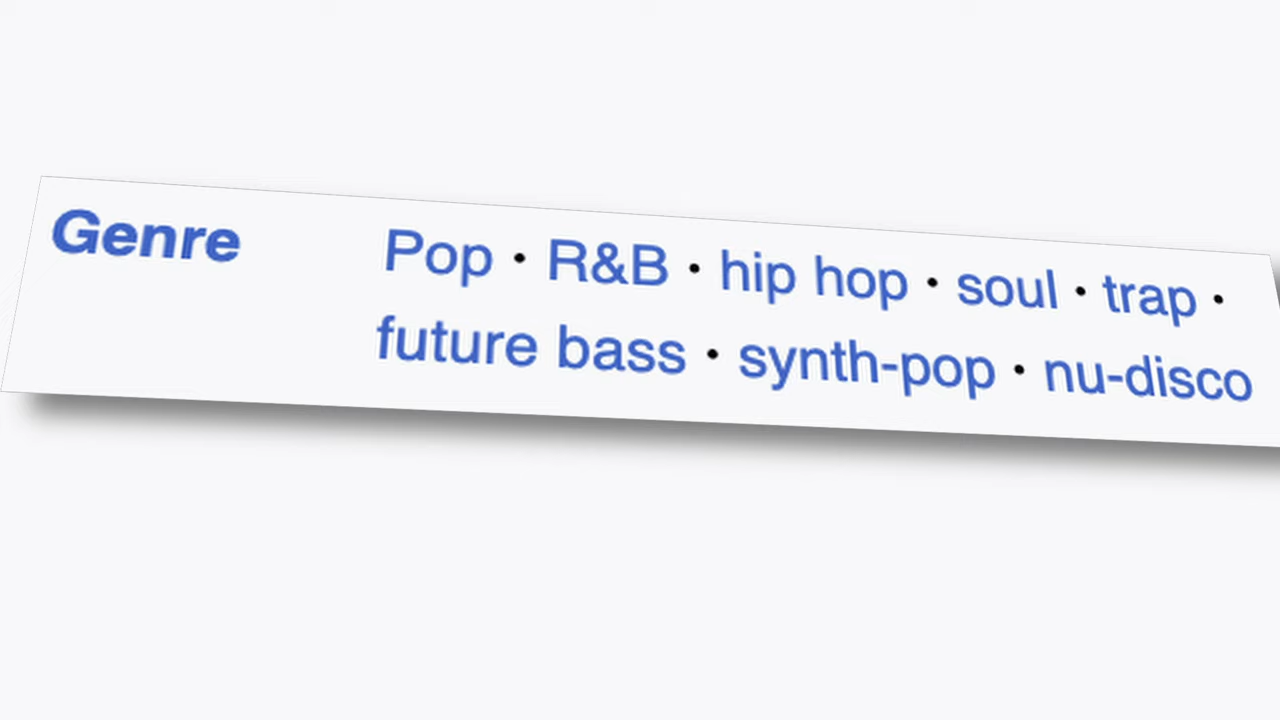 Genre Pop · R&B · hip hop · soul · trap ·
future bass · synth-pop · nu-disco